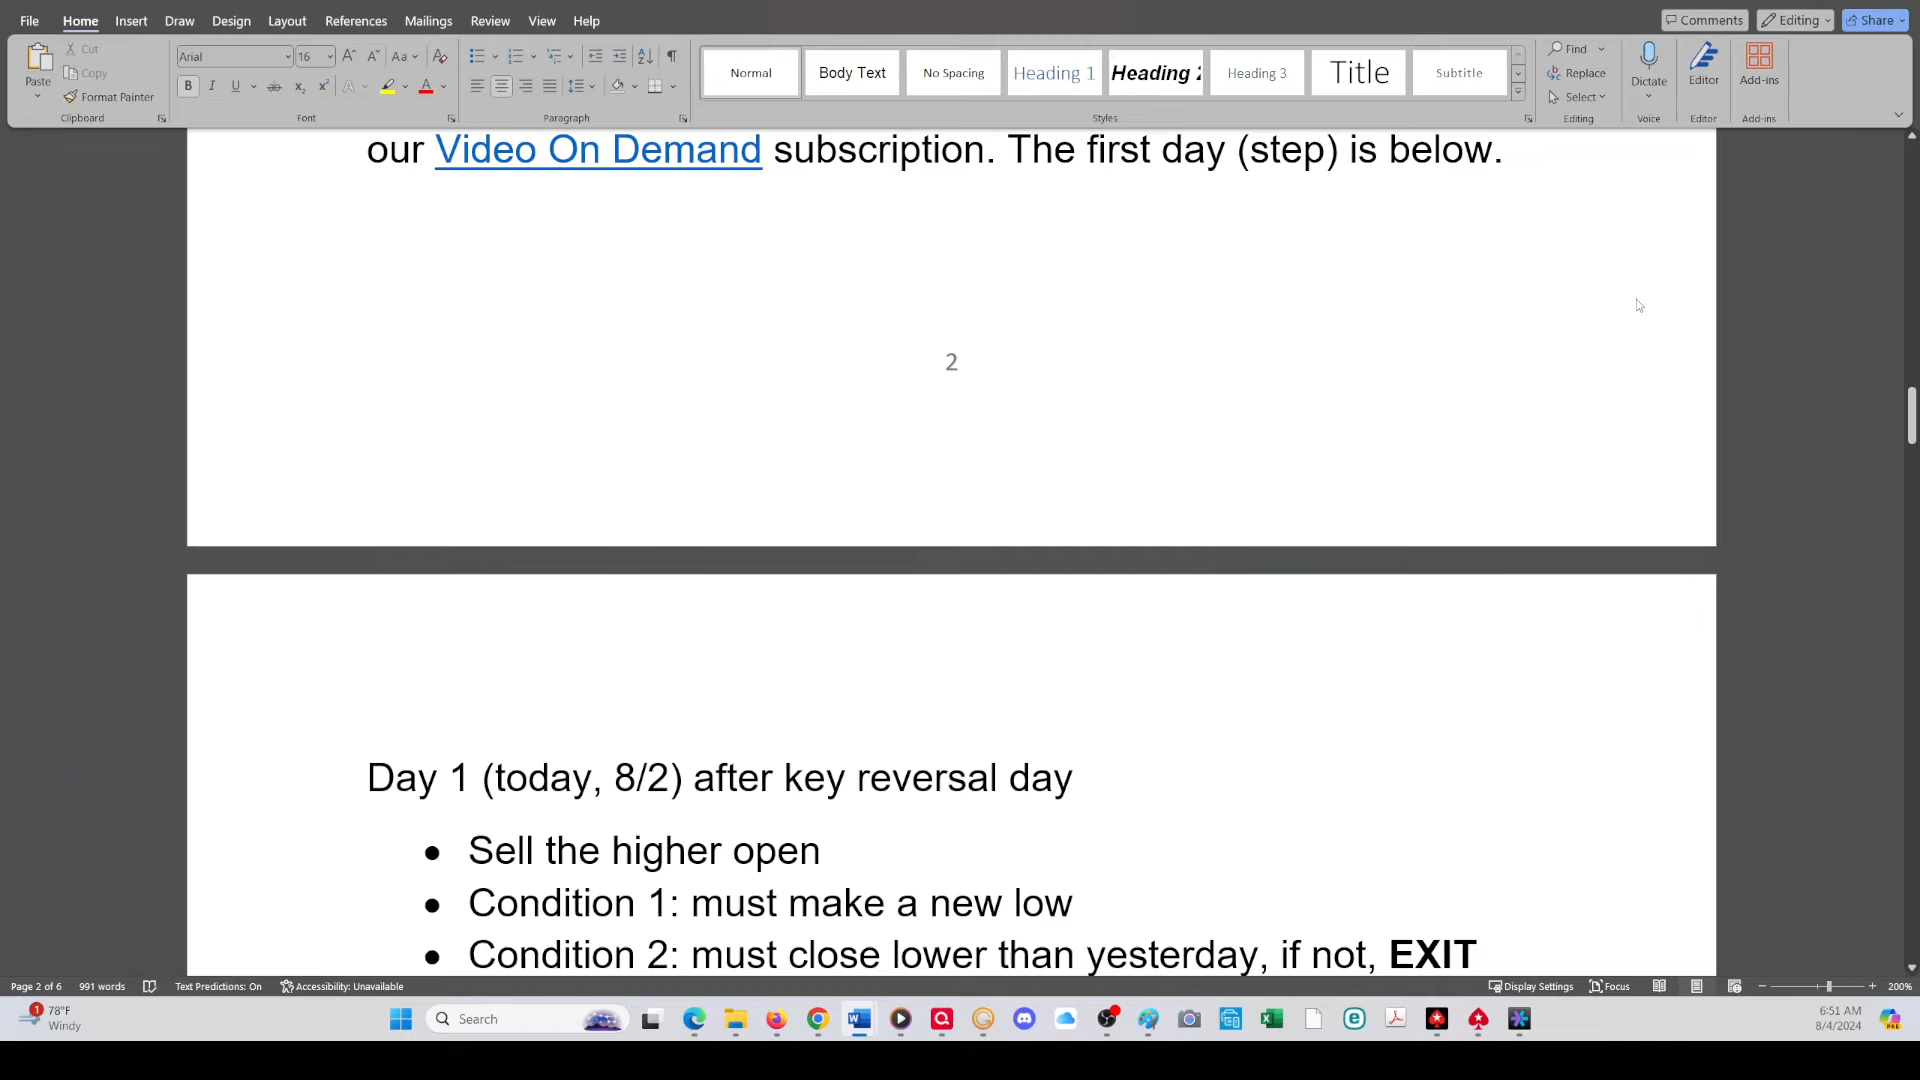 File Home Insert Draw Design Layout References Mailings Review View Help Comments Editing Share
Paste Cut Copy Format Painter Clipboard
Arial 16 Font
Paragraph
Normal Body Text No Spacing Heading 1 Heading 2 Heading 3 Title Subtitle Styles
Find Replace Select Editing
Dictate Voice
Editor Editor
Add-ins Add-ins
our Video On Demand subscription. The first day (step) is below.
2
Day 1 (today, 8/2) after key reversal day
• Sell the higher open
• Condition 1: must make a new low
• Condition 2: must close lower than yesterday, if not, EXIT
Page 2 of 6 991 words Text Predictions: On Accessibility: Unavailable Display Settings Focus 200%
1 78°F
Windy
Search
6:51 AM
8/4/2024
PRE